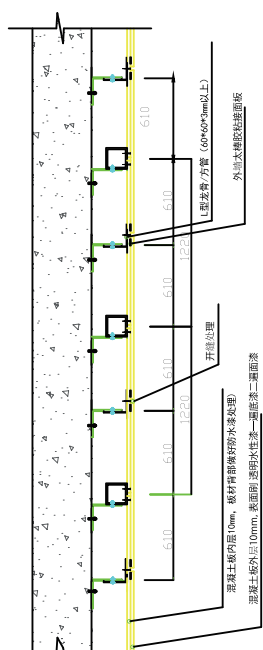 610
L型龙骨/方管（60*60*3mm以上）
外墙太棒胶粘接面板
610
1220
610
开缝处理
610
1220
610
610
混凝土板内层10mm，板材背部做好防水漆处理）
混凝土板外层10mm,表面刷透明水性漆一遍底漆二遍面漆